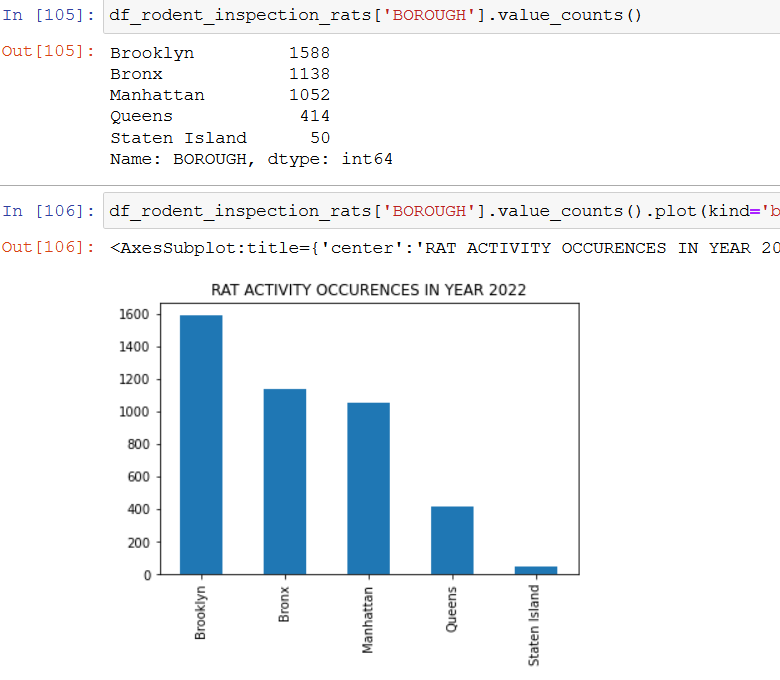 In [105]: df_rodent_inspection_rats['BOROUGH'].value_counts()
Out[105]: Brooklyn 1588
Bronx 1138
Manhattan 1052
Queens 414
Staten Island 50
Name: BOROUGH, dtype: int64
In [106]: df_rodent_inspection_rats['BOROUGH'].value_counts().plot(kind='b
Out[106]: <AxesSubplot:title={'center':'RAT ACTIVITY OCCURENCES IN YEAR 20
RAT ACTIVITY OCCURENCES IN YEAR 2022
1600
1400
1200
1000
800
600
400
200
0
Brooklyn
Bronx
Manhattan
Queens
Staten Island